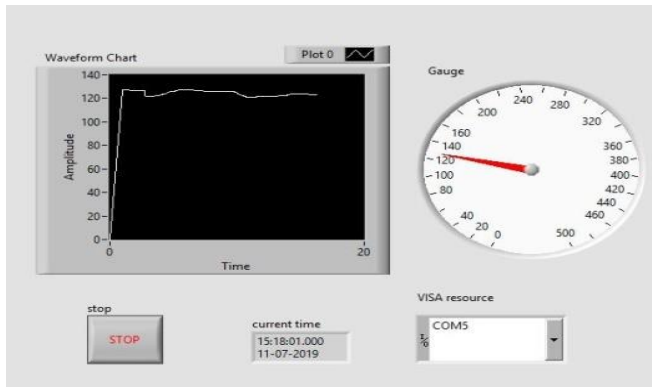 Waveform Chart
Plot 0
140
120
100
80
60
40
20
0
Amplitude
0
20
Time
Gauge
0
20
40
80
100
120
140
160
200
240
280
320
360
380
400
420
440
460
500
stop
STOP
current time
15:18:01.000
11-07-2019
VISA resource
I/O
COM5